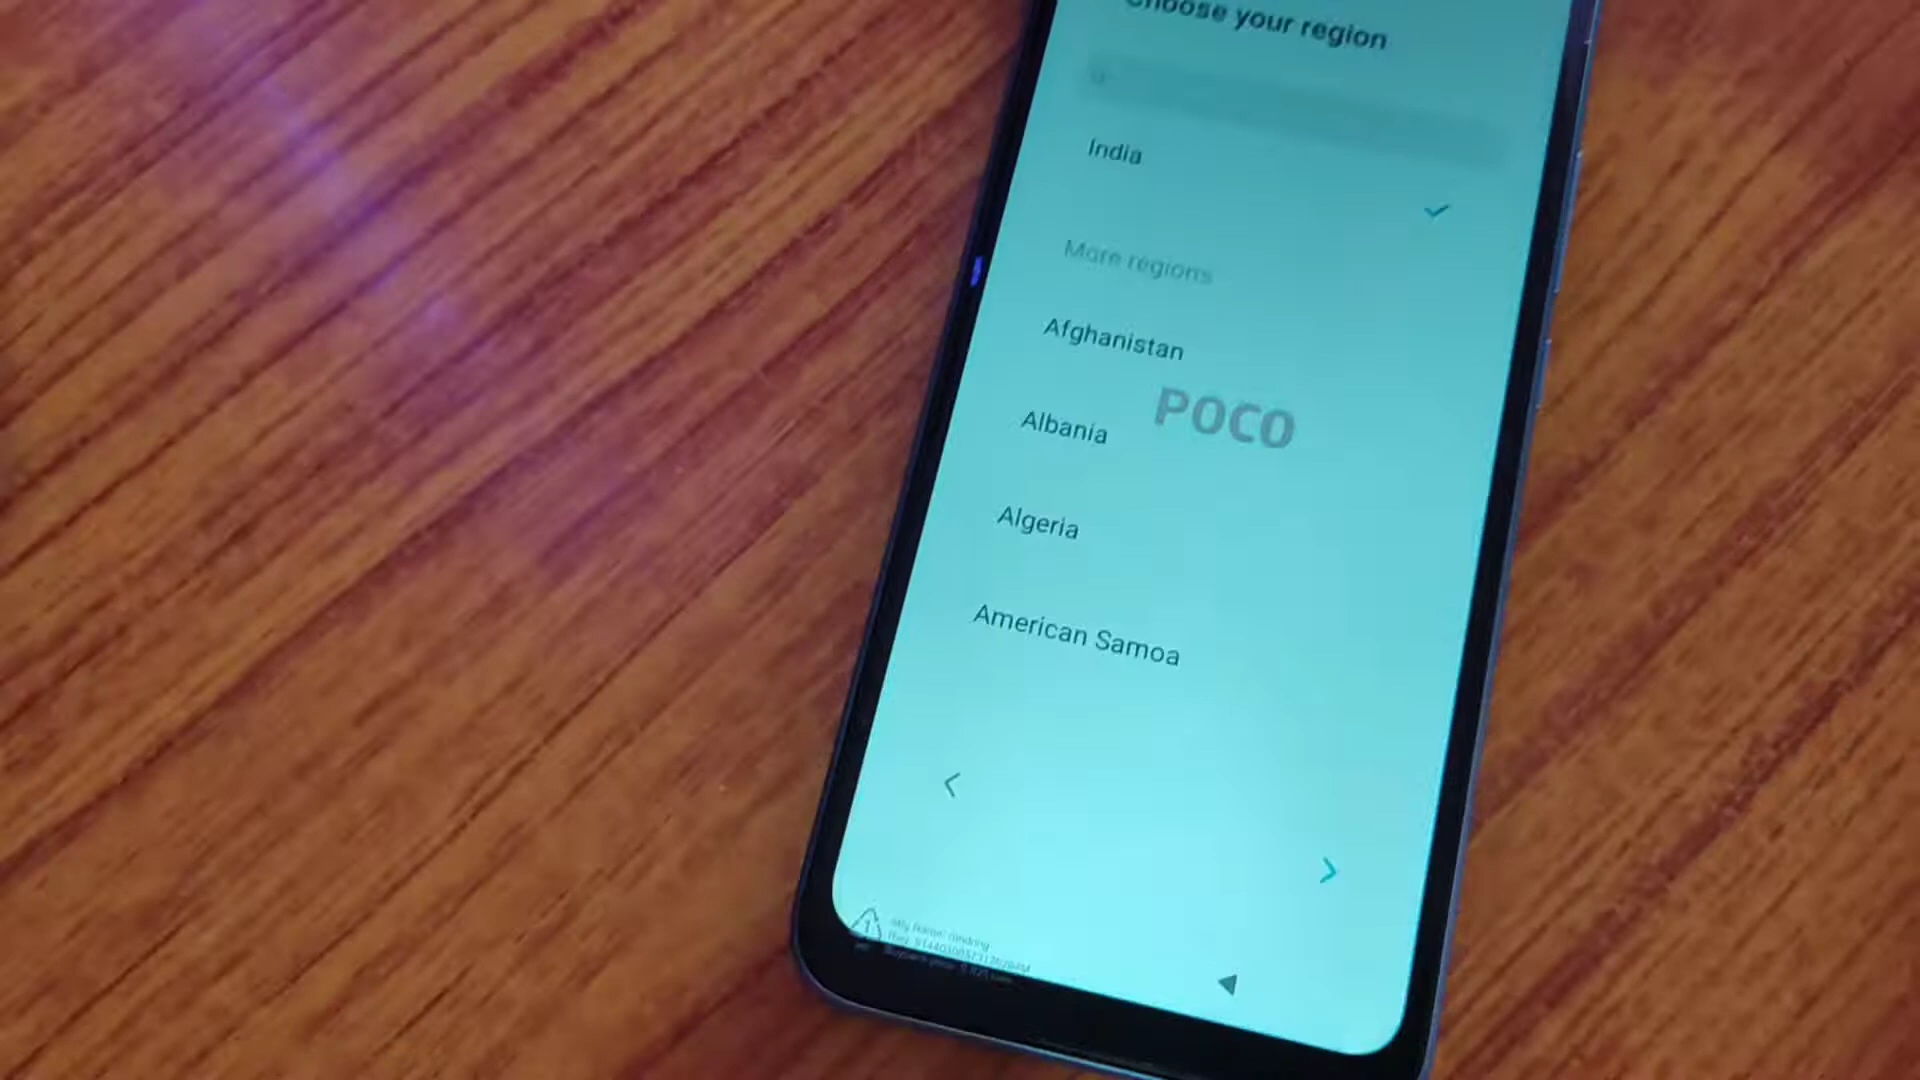 Choose your region
India
More regions
Afghanistan
POCO
Albania
Algeria
American Samoa